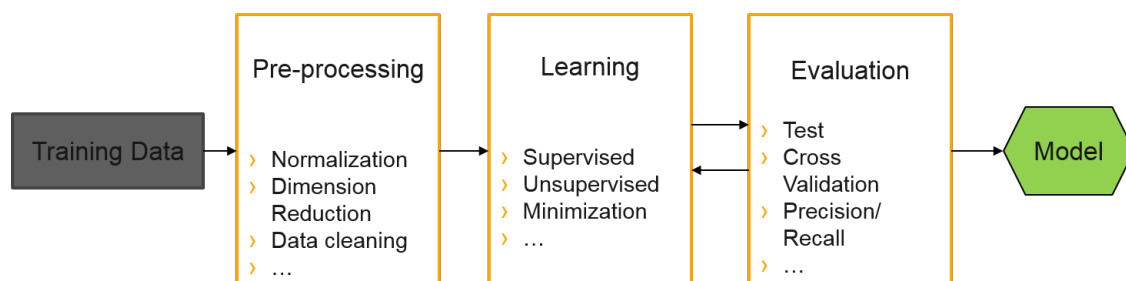 Training Data
Pre-processing
› Normalization
› Dimension
Reduction
› Data cleaning
› …
Learning
› Supervised
› Unsupervised
› Minimization
› …
Evaluation
› Test
› Cross
Validation
› Precision/
Recall
› …
Model